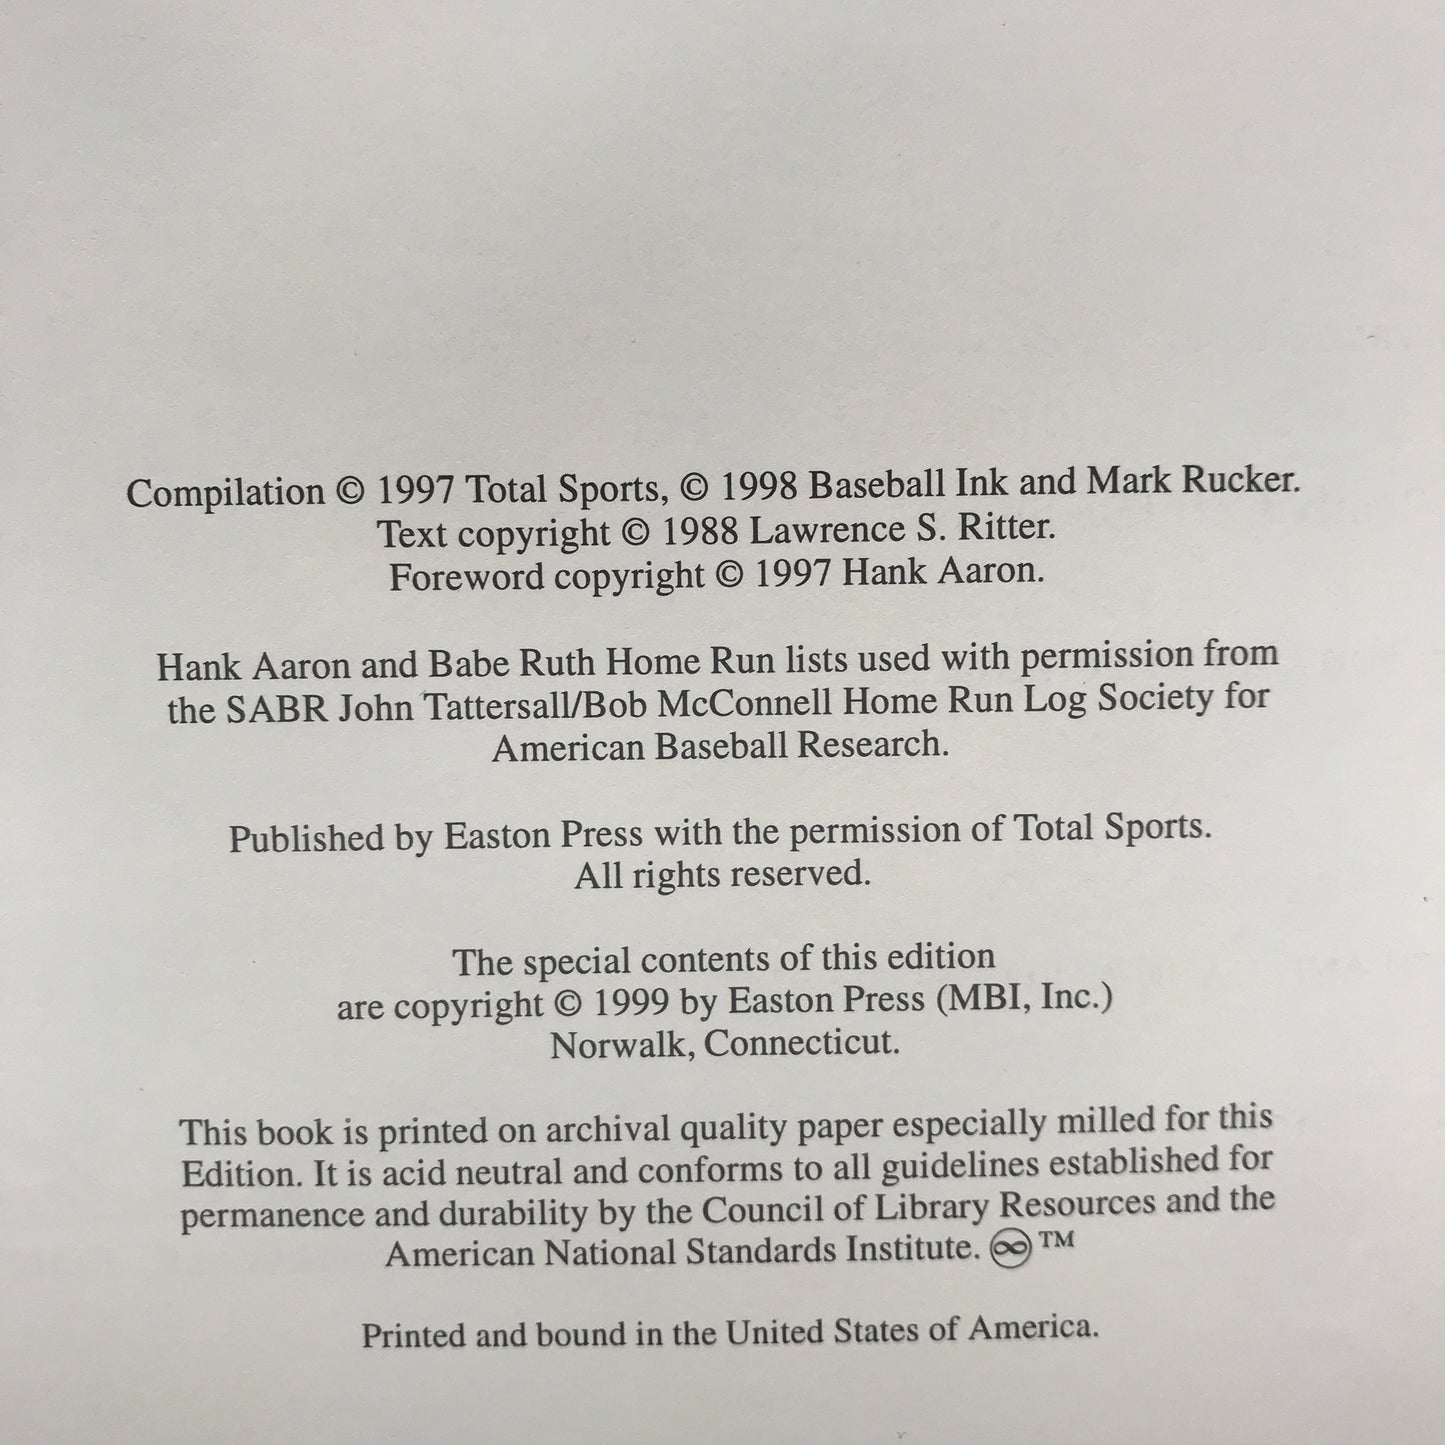 Compilation © 1997 Total Sports, © 1998 Baseball Ink and Mark Rucker.
Text copyright © 1988 Lawrence S. Ritter.
Foreword copyright © 1997 Hank Aaron.
Hank Aaron and Babe Ruth Home Run lists used with permission from
the SABR John Tattersall/Bob McConnell Home Run Log Society for
American Baseball Research.
Published by Easton Press with the permission of Total Sports.
All rights reserved.
The special contents of this edition
are copyright © 1999 by Easton Press (MBI, Inc.)
Norwalk, Connecticut.
This book is printed on archival quality paper especially milled for this
Edition. It is acid neutral and conforms to all guidelines established for
permanence and durability by the Council of Library Resources and the
American National Standards Institute. ♾ ™
Printed and bound in the United States of America.